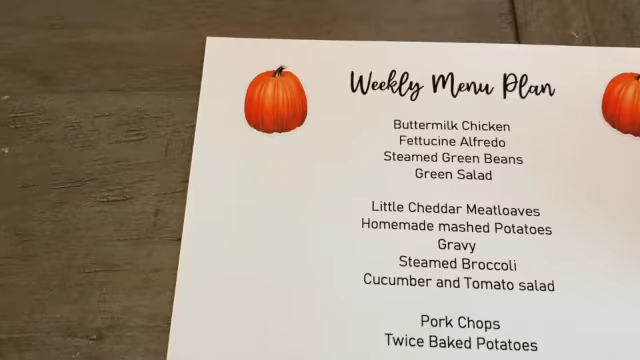 Weekly Menu Plan
Buttermilk Chicken
Fettucine Alfredo
Steamed Green Beans
Green Salad
Little Cheddar Meatloaves
Homemade mashed Potatoes
Gravy
Steamed Broccoli
Cucumber and Tomato salad
Pork Chops
Twice Baked Potatoes